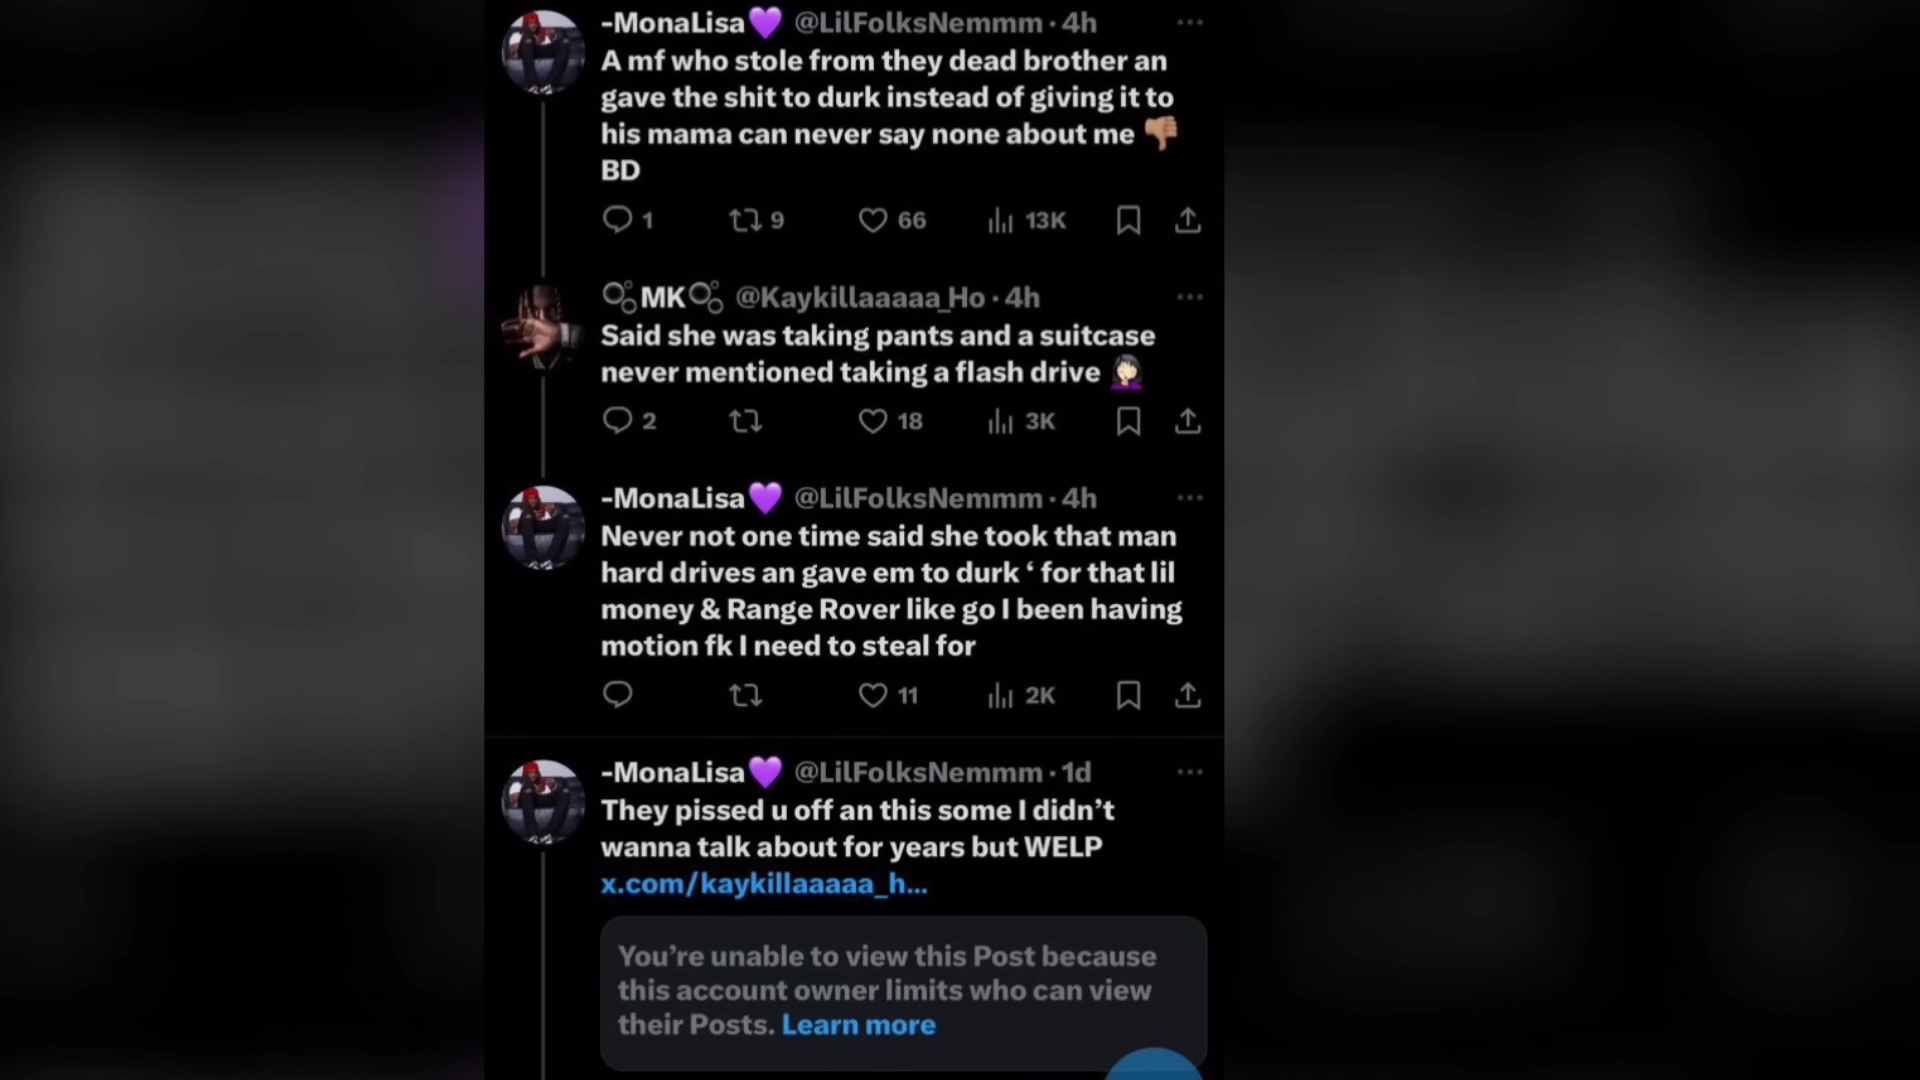 -MonaLisa💜 @LilFolksNemmm · 4h
A mf who stole from they dead brother an
gave the shit to durk instead of giving it to
his mama can never say none about me 👎🏽
BD
1 9 66 13K
🫧MK🫧 @Kaykillaaaaa_Ho · 4h
Said she was taking pants and a suitcase
never mentioned taking a flash drive 🤦🏻‍♀️
2 18 3K
-MonaLisa💜 @LilFolksNemmm · 4h
Never not one time said she took that man
hard drives an gave em to durk ‘ for that lil
money & Range Rover like go I been having
motion fk I need to steal for
11 2K
-MonaLisa💜 @LilFolksNemmm · 1d
They pissed u off an this some I didn’t
wanna talk about for years but WELP
x.com/kaykillaaaaa_h…
You’re unable to view this Post because
this account owner limits who can view
their Posts. Learn more